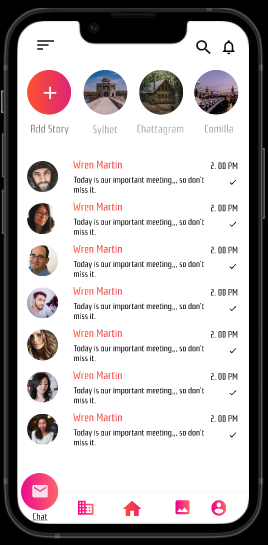 Add Story
Sylhet
Chattagram
Comilla
Wren Martin
2. 00 PM
Today is our important meeting,,, so don't
miss it.
Wren Martin
2. 00 PM
Today is our important meeting,,, so don't
miss it.
Wren Martin
2. 00 PM
Today is our important meeting,,, so don't
miss it.
Wren Martin
2. 00 PM
Today is our important meeting,,, so don't
miss it.
Wren Martin
2. 00 PM
Today is our important meeting,,, so don't
miss it.
Wren Martin
2. 00 PM
Today is our important meeting,,, so don't
miss it.
Wren Martin
2. 00 PM
Today is our important meeting,,, so don't
miss it.
Chat